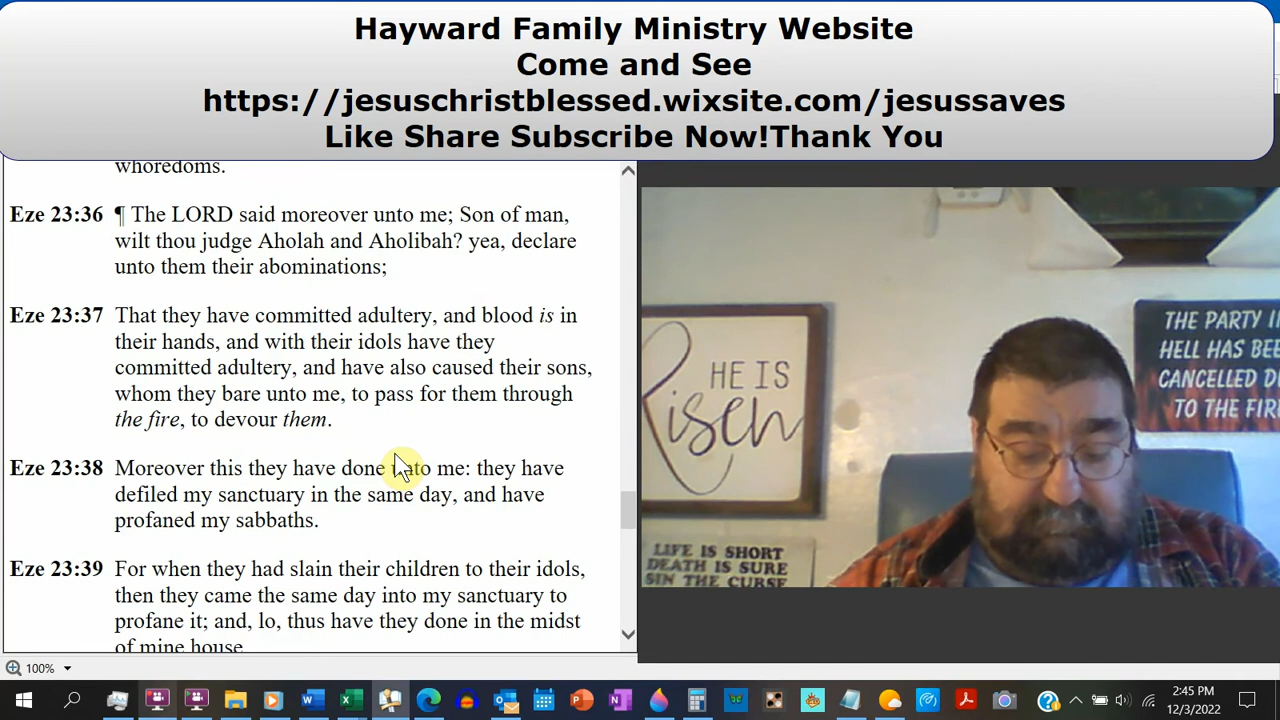 Hayward Family Ministry Website
Come and See
https://jesuschristblessed.wixsite.com/jesussaves
Like Share Subscribe Now!Thank You
whoredoms.
Eze 23:36 ¶ The LORD said moreover unto me; Son of man,
wilt thou judge Aholah and Aholibah? yea, declare
unto them their abominations;
Eze 23:37 That they have committed adultery, and blood is in
their hands, and with their idols have they
committed adultery, and have also caused their sons,
whom they bare unto me, to pass for them through
the fire, to devour them.
Eze 23:38 Moreover this they have done unto me: they have
defiled my sanctuary in the same day, and have
profaned my sabbaths.
Eze 23:39 For when they had slain their children to their idols,
then they came the same day into my sanctuary to
profane it; and, lo, thus have they done in the midst
of mine house.
HE IS
Risen
THE PARTY I
HELL HAS BEE
CANCELLED D
TO THE FIR
LIFE IS SHORT
DEATH IS SURE
SIN THE CURSE
100%
2:45 PM
12/3/2022